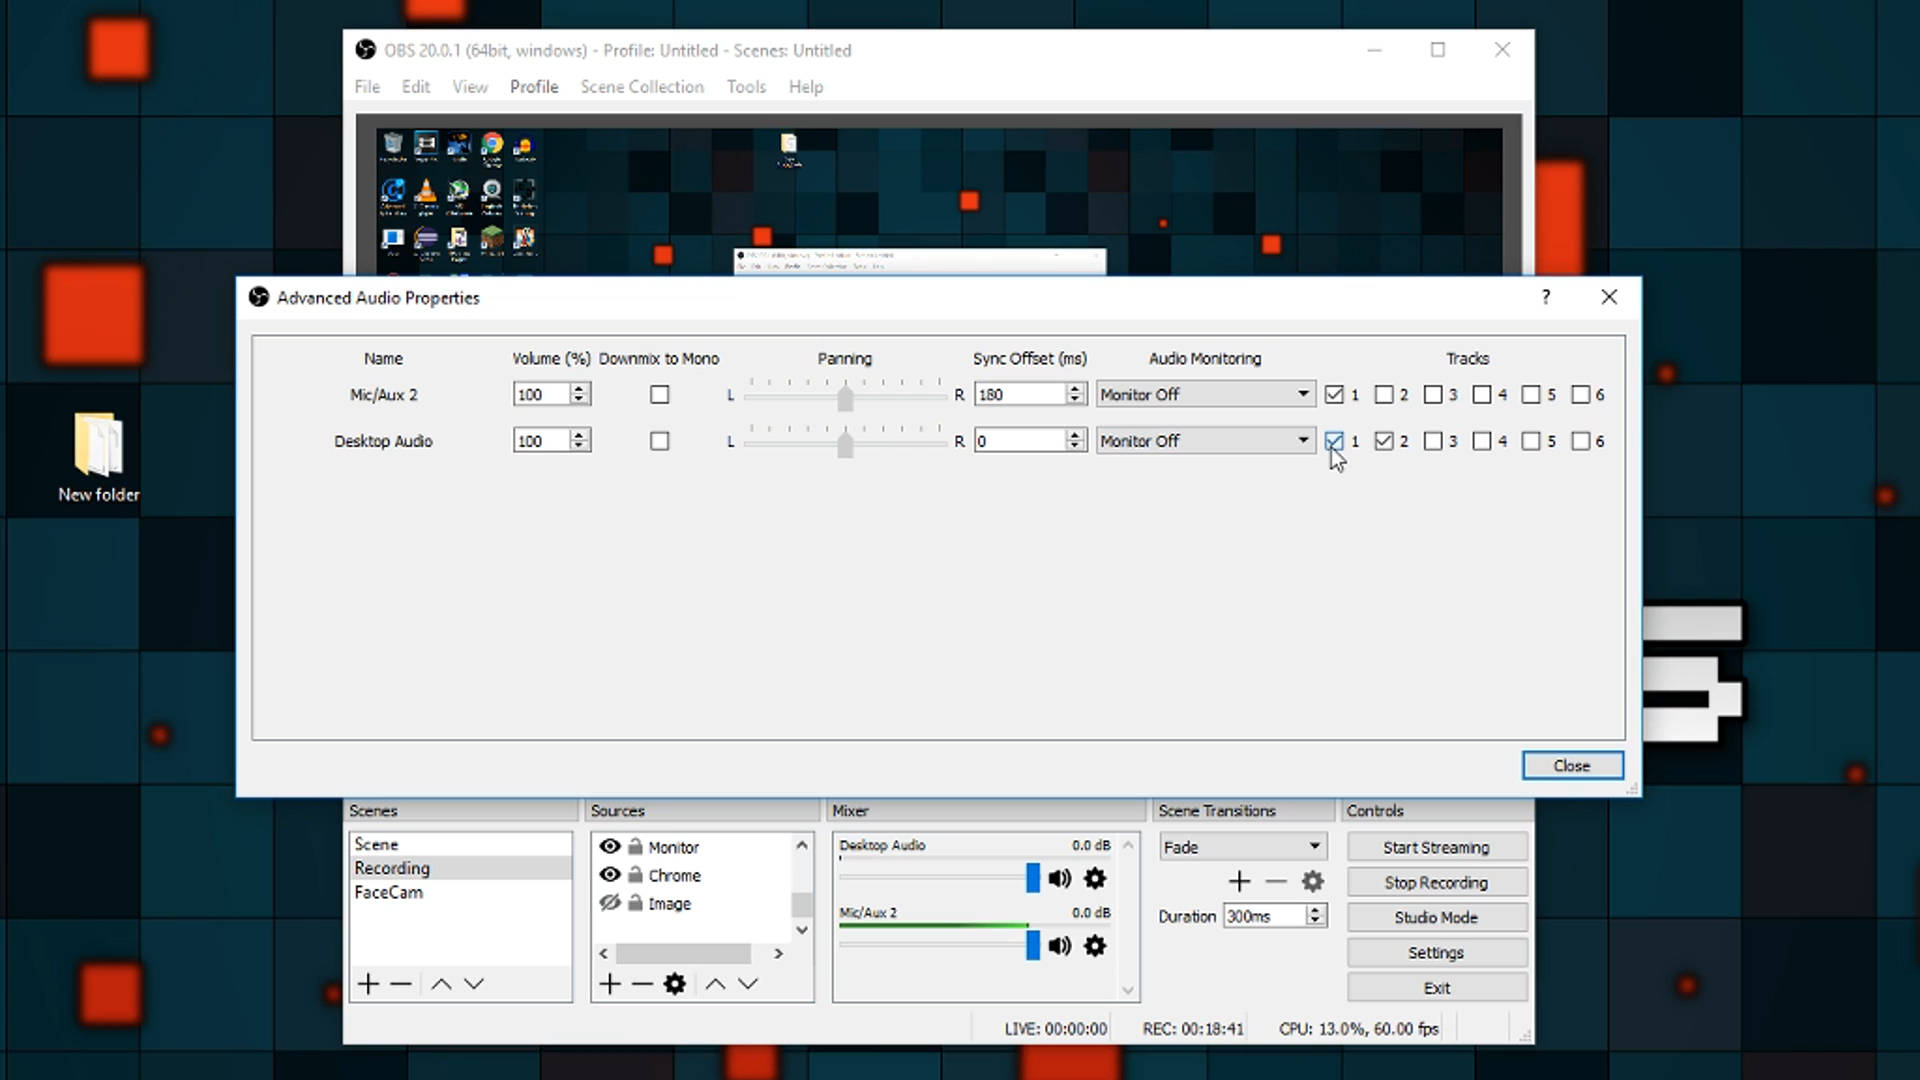 OBS 20.0.1 (64bit, windows) - Profile: Untitled - Scenes: Untitled
File Edit View Profile Scene Collection Tools Help
Advanced Audio Properties ?
Name Volume (%) Downmix to Mono Panning Sync Offset (ms) Audio Monitoring Tracks
Mic/Aux 2 100 L R 180 Monitor Off 1 2 3 4 5 6
Desktop Audio 100 L R 0 Monitor Off 1 2 3 4 5 6
New folder
Close
Scenes Sources Mixer Scene Transitions Controls
Scene Monitor Desktop Audio 0.0 dB Fade Start Streaming
Recording Chrome Stop Recording
FaceCam Image Mic/Aux 2 0.0 dB Duration 300ms Studio Mode
Settings
Exit
LIVE: 00:00:00 REC: 00:18:41 CPU: 13.0%, 60.00 fps